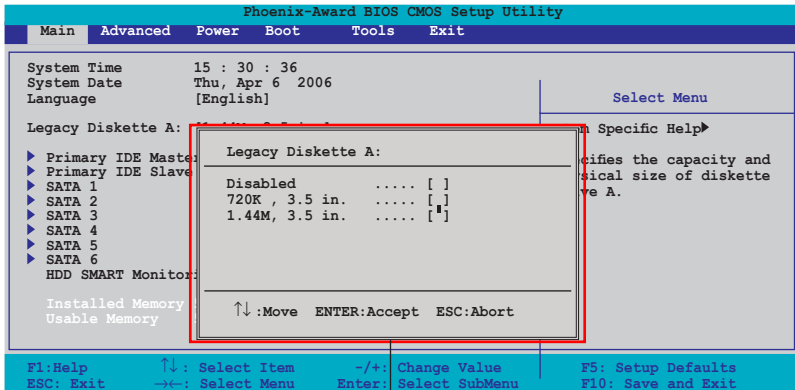 Phoenix-Award BIOS CMOS Setup Utility
Main Advanced Power Boot Tools Exit
System Time 15 : 30 : 36
System Date Thu, Apr 6 2006
Language [English]
Legacy Diskette A:
Primary IDE Master
Primary IDE Slave
SATA 1
SATA 2
SATA 3
SATA 4
SATA 5
SATA 6
HDD SMART Monitori
Installed Memory
Usable Memory
Legacy Diskette A:
Disabled ..... [ ]
720K , 3.5 in. ..... [ ]
1.44M, 3.5 in. ..... [ ]
↑↓ :Move ENTER:Accept ESC:Abort
Select Menu
Specific Help
cifies the capacity and
sical size of diskette
ve A.
F1:Help ↑↓ : Select Item -/+: Change Value F5: Setup Defaults
ESC: Exit →←: Select Menu Enter: Select SubMenu F10: Save and Exit